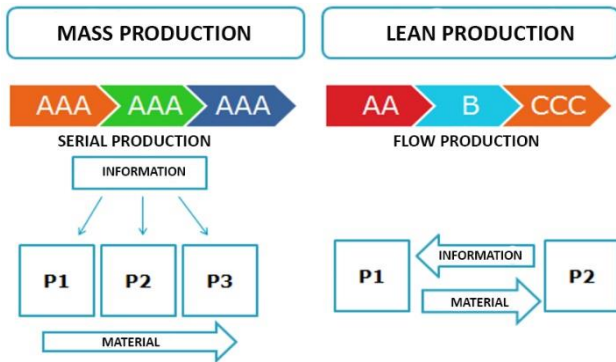 MASS PRODUCTION
AAA AAA AAA
SERIAL PRODUCTION
INFORMATION
P1 P2 P3
MATERIAL
LEAN PRODUCTION
AA B CCC
FLOW PRODUCTION
P1
INFORMATION
MATERIAL
P2